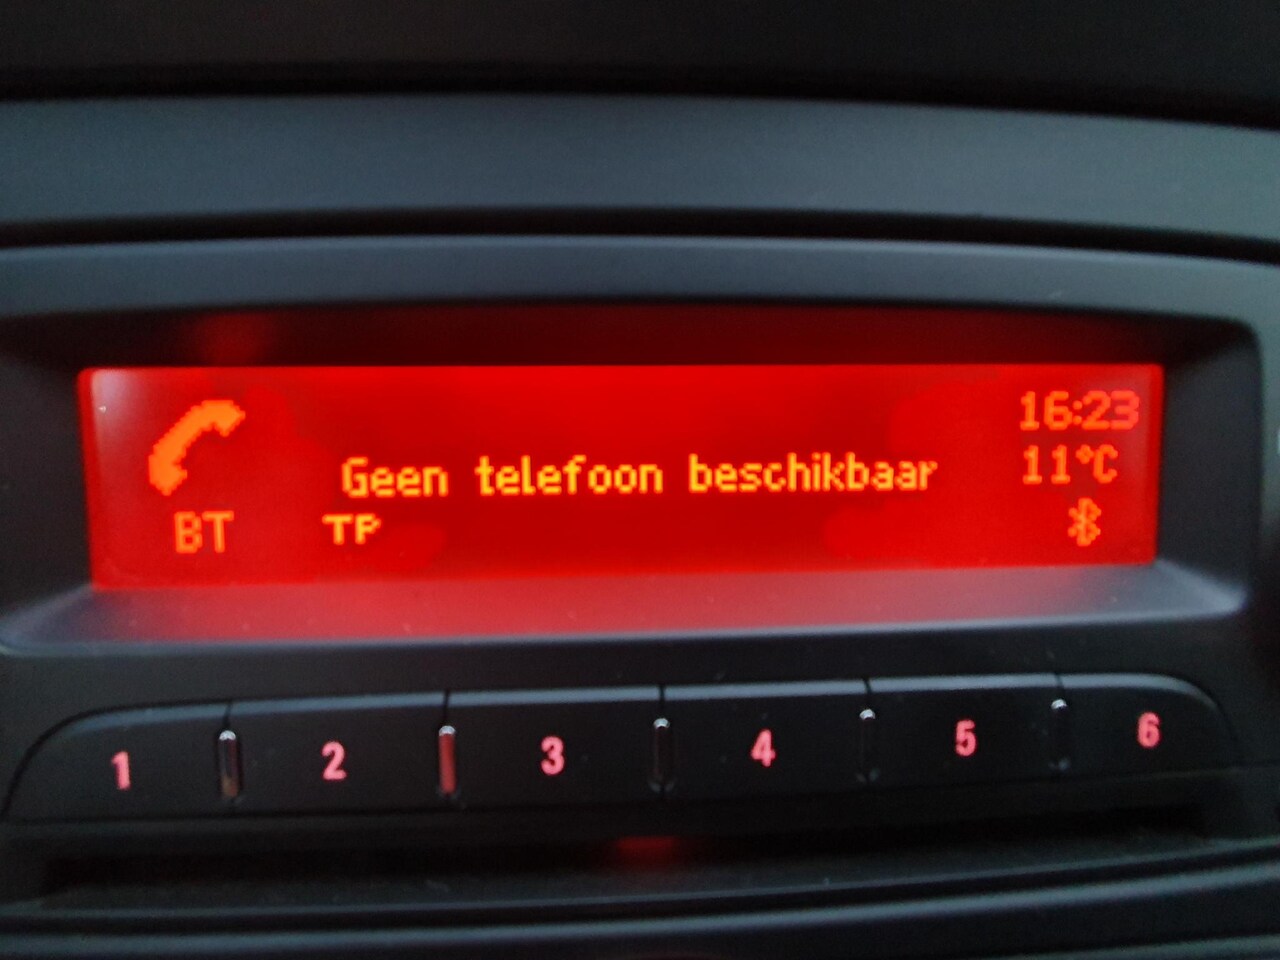 16:23
11°C
Geen telefoon beschikbaar
BT TP
1 2 3 4 5 6